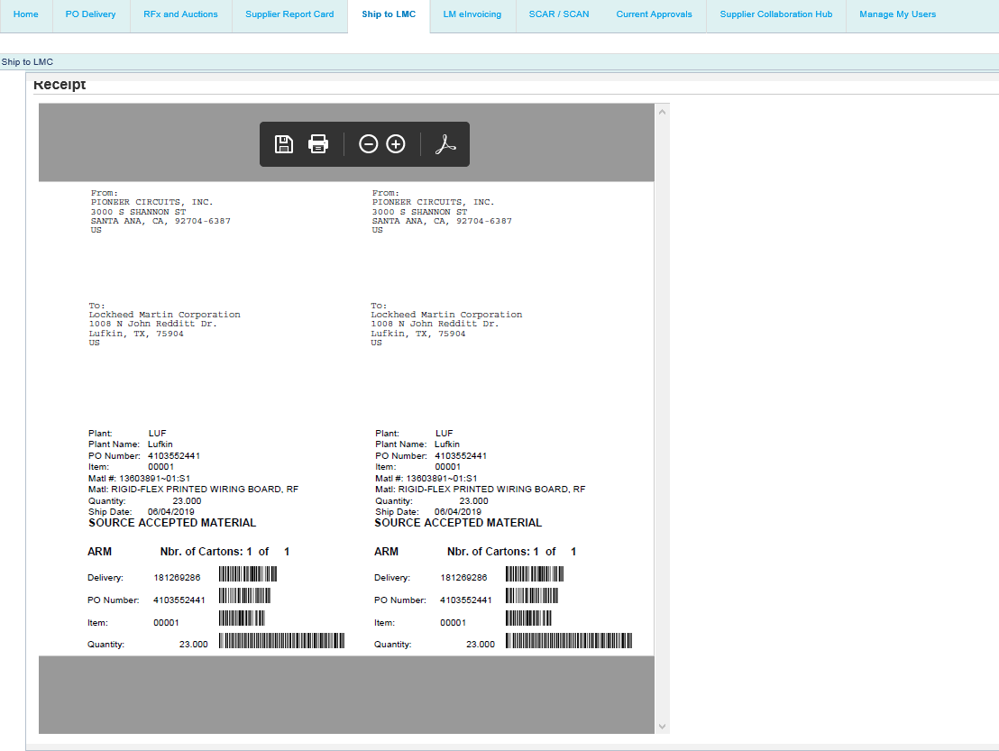 Home PO Delivery RFx and Auctions Supplier Report Card Ship to LMC LM eInvoicing SCAR / SCAN Current Approvals Supplier Collaboration Hub Manage My Users
Ship to LMC
Receipt
From:
PIONEER CIRCUITS, INC.
3000 S SHANNON ST
SANTA ANA, CA, 92704-6387
US
From:
PIONEER CIRCUITS, INC.
3000 S SHANNON ST
SANTA ANA, CA, 92704-6387
US
To:
Lockheed Martin Corporation
1008 N John Redditt Dr.
Lufkin, TX, 75904
US
To:
Lockheed Martin Corporation
1008 N John Redditt Dr.
Lufkin, TX, 75904
US
Plant: LUF
Plant Name: Lufkin
PO Number: 4103552441
Item: 00001
Matl #: 13603891~01:S1
Matl: RIGID-FLEX PRINTED WIRING BOARD, RF
Quantity: 23.000
Ship Date: 06/04/2019
SOURCE ACCEPTED MATERIAL
ARM Nbr. of Cartons: 1 of 1
Delivery: 181269286
PO Number: 4103552441
Item: 00001
Quantity: 23.000
Plant: LUF
Plant Name: Lufkin
PO Number: 4103552441
Item: 00001
Matl #: 13603891~01:S1
Matl: RIGID-FLEX PRINTED WIRING BOARD, RF
Quantity: 23.000
Ship Date: 06/04/2019
SOURCE ACCEPTED MATERIAL
ARM Nbr. of Cartons: 1 of 1
Delivery: 181269286
PO Number: 4103552441
Item: 00001
Quantity: 23.000